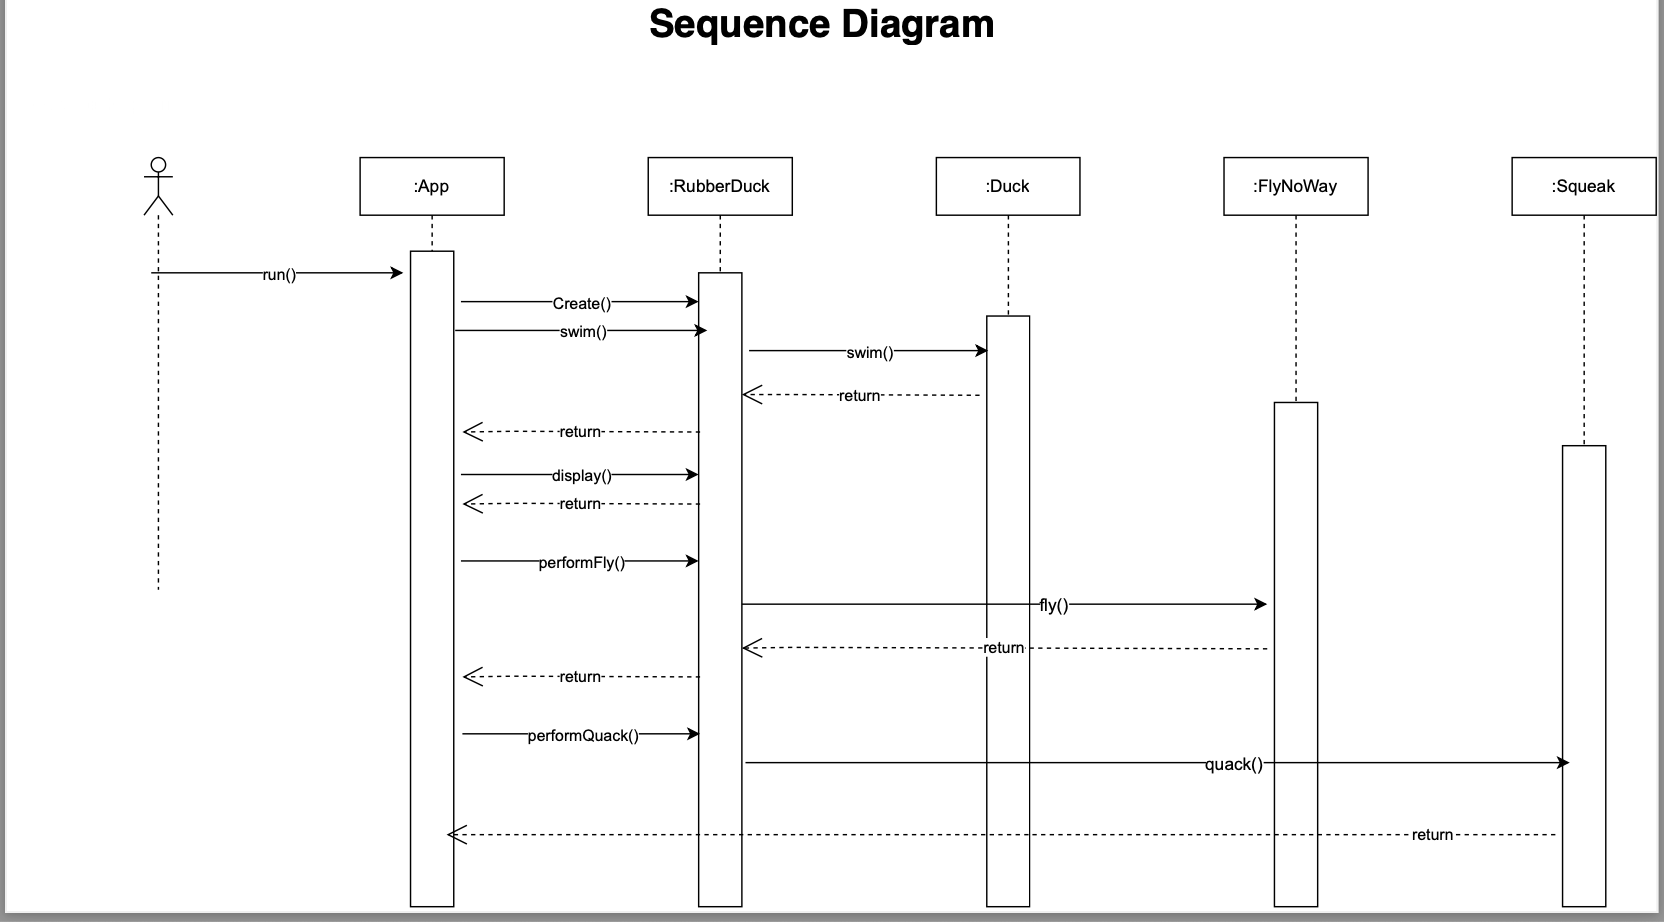 Sequence Diagram
:App
:RubberDuck
:Duck
:FlyNoWay
:Squeak
run()
Create()
swim()
swim()
return
return
display()
return
performFly()
fly()
return
return
performQuack()
quack()
return